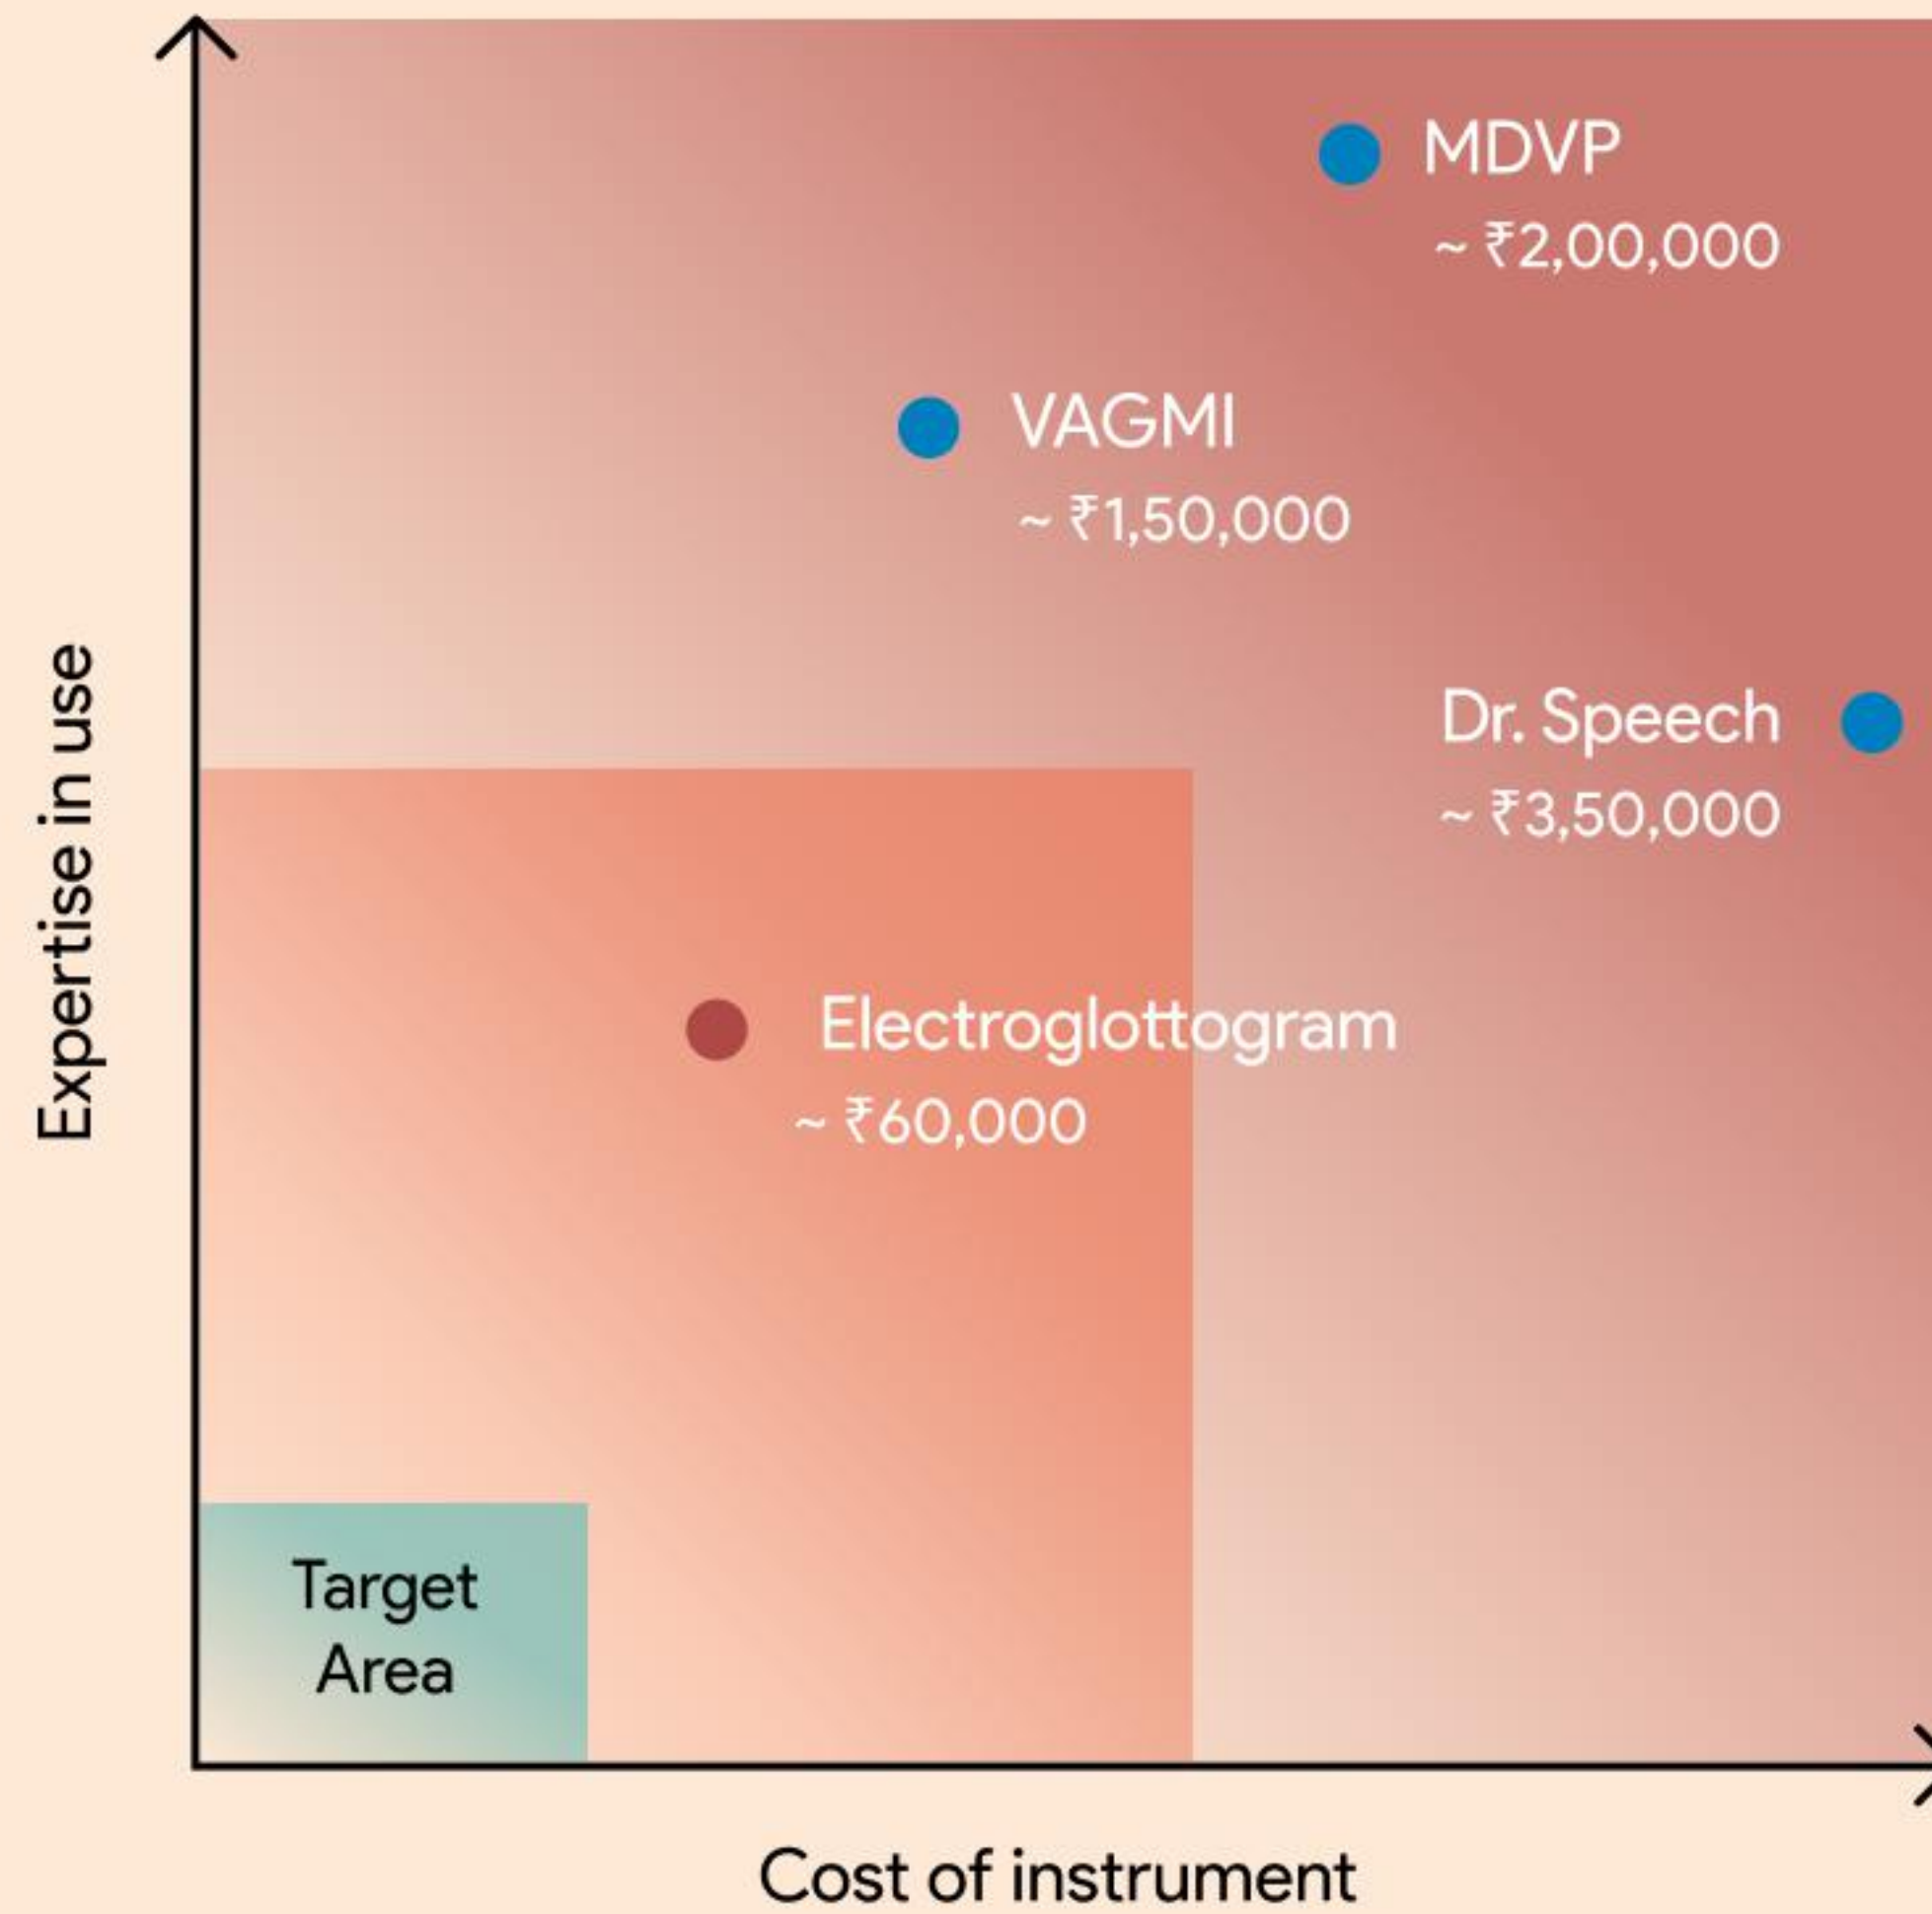 MDVP
~ ₹2,00,000
VAGMI
~ ₹1,50,000
Dr. Speech
~ ₹3,50,000
Expertise in use
Electroglottogram
~ ₹60,000
Target
Area
Cost of instrument